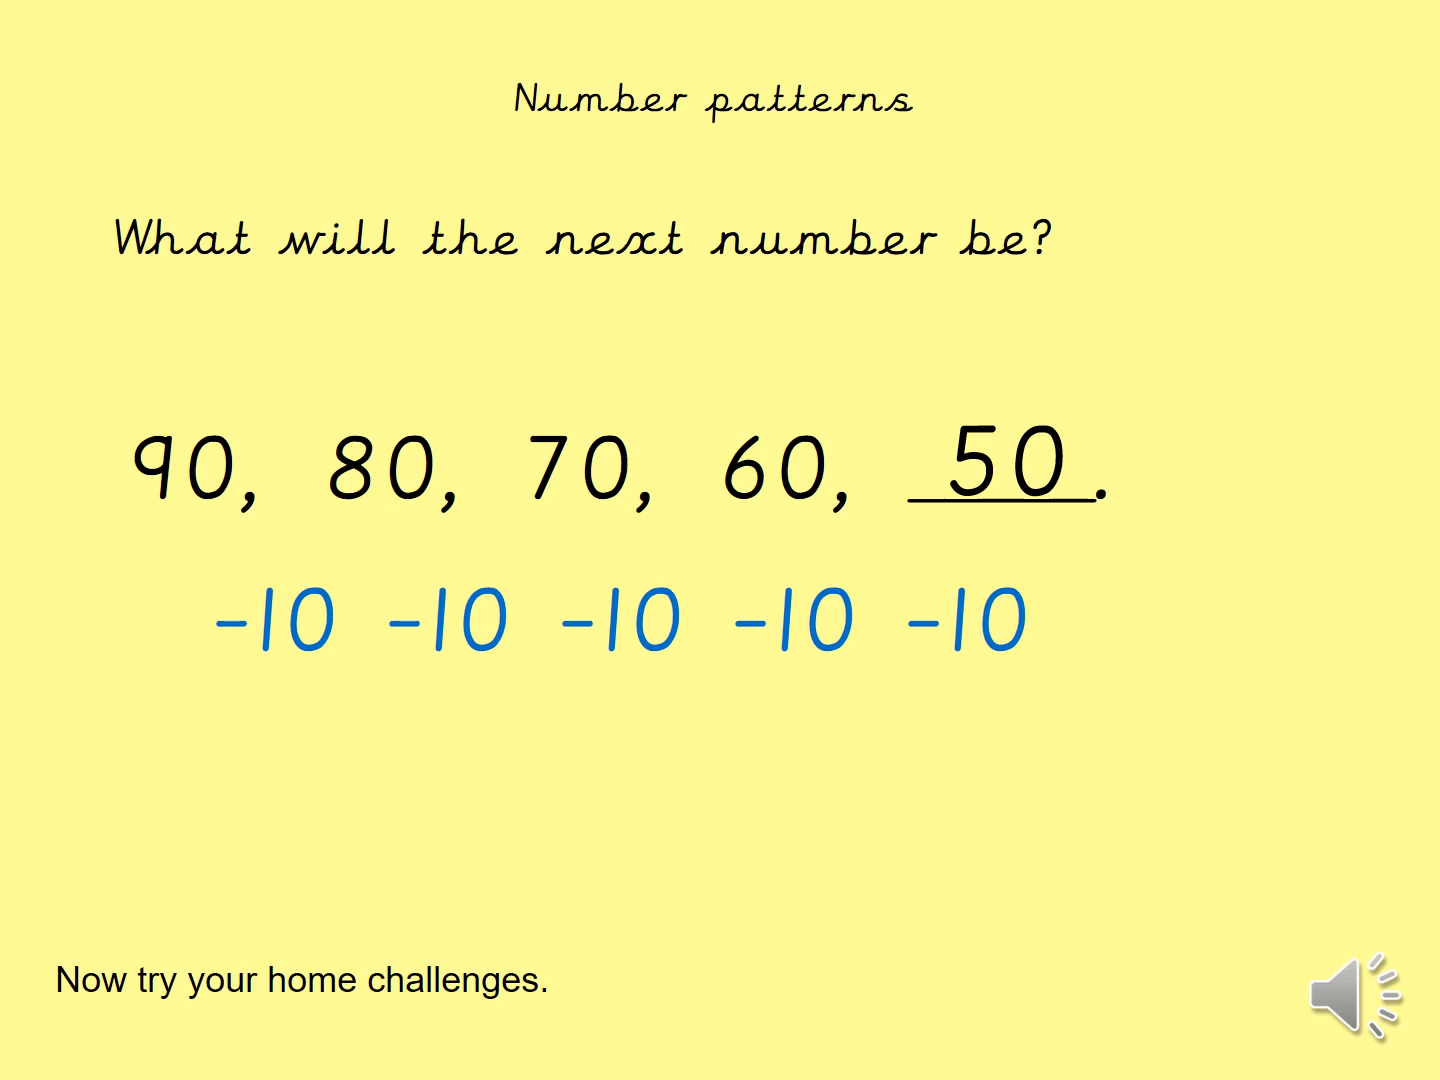 Number patterns
What will the next number be?
90, 80, 70, 60, 50.
-10 -10 -10 -10 -10
Now try your home challenges.